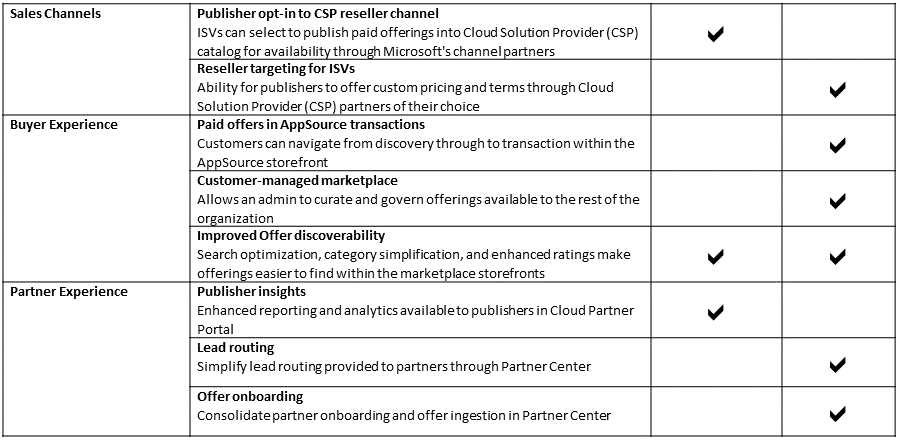 Sales Channels
Publisher opt-in to CSP reseller channel
ISVs can select to publish paid offerings into Cloud Solution Provider (CSP)
catalog for availability through Microsoft's channel partners
✔
Reseller targeting for ISVs
Ability for publishers to offer custom pricing and terms through Cloud
Solution Provider (CSP) partners of their choice
✔
Buyer Experience
Paid offers in AppSource transactions
Customers can navigate from discovery through to transaction within the
AppSource storefront
✔
Customer-managed marketplace
Allows an admin to curate and govern offerings available to the rest of the
organization
✔
Improved Offer discoverability
Search optimization, category simplification, and enhanced ratings make
offerings easier to find within the marketplace storefronts
✔ ✔
Partner Experience
Publisher insights
Enhanced reporting and analytics available to publishers in Cloud Partner
Portal
✔
Lead routing
Simplify lead routing provided to partners through Partner Center
✔
Offer onboarding
Consolidate partner onboarding and offer ingestion in Partner Center
✔